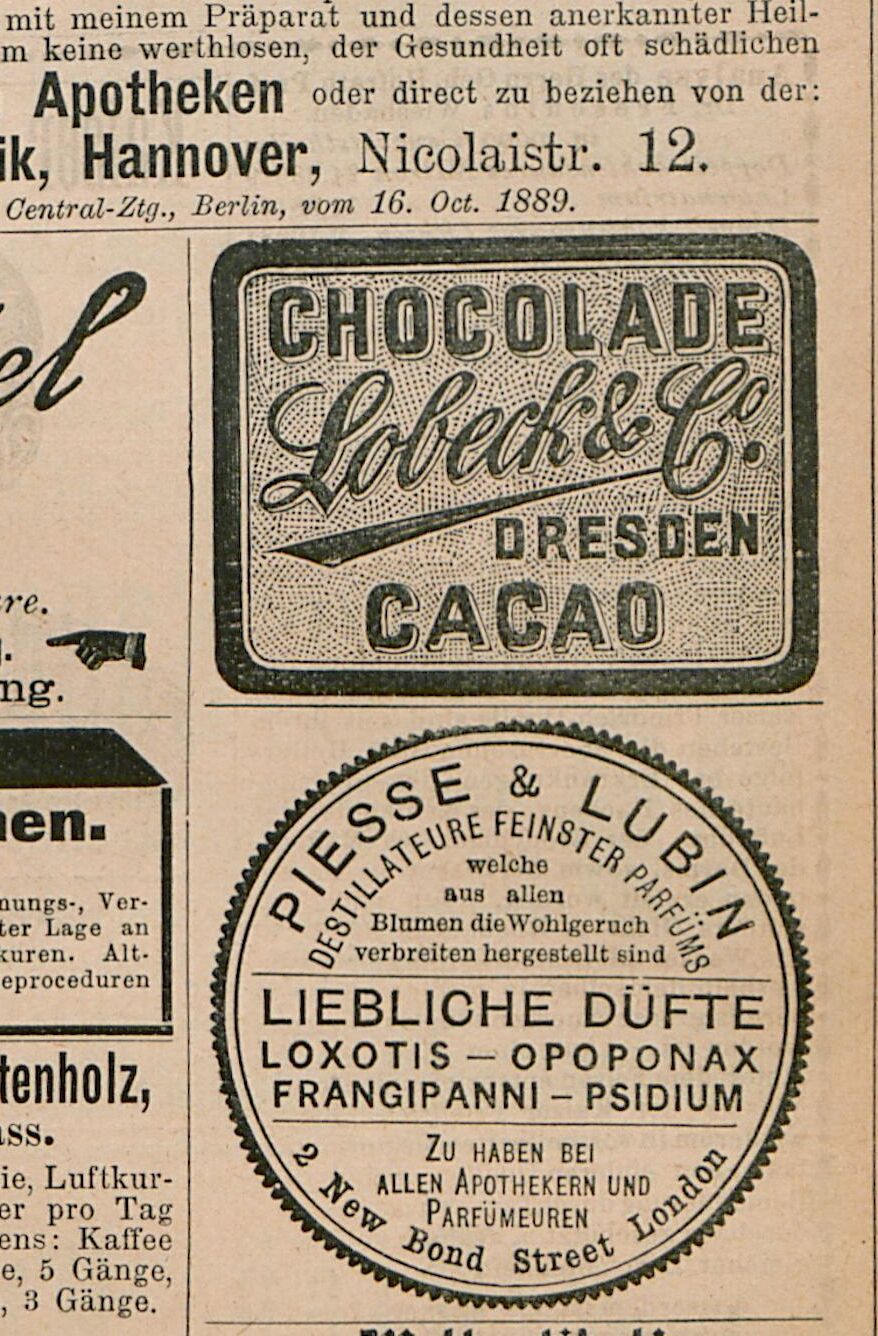 mit meinem Präparat und dessen anerkannter Heil-
m keine werthlosen, der Gesundheit oft schädlichen
Apotheken oder direct zu beziehen von der:
ik, Hannover, Nicolaistr. 12.
Central-Ztg., Berlin, vom 16. Oct. 1889.
el
re.
ng.
en.
nungs-, Ver-
ter Lage an
kuren. Alt-
eproceduren
tenholz,
ss.
ie, Luftkur-
er pro Tag
ens: Kaffee
e, 5 Gänge,
, 3 Gänge.
CHOCOLADE
Lobeck & Co.
DRESDEN
CACAO
PIESSE & LUBIN
DESTILLATEURE FEINSTER PARFÜMS
welche
aus allen
Blumen die Wohlgeruch
verbreiten hergestellt sind
LIEBLICHE DÜFTE
LOXOTIS – OPOPONAX
FRANGIPANNI – PSIDIUM
ZU HABEN BEI
ALLEN APOTHEKERN UND
PARFÜMEUREN
2 New Bond Street London